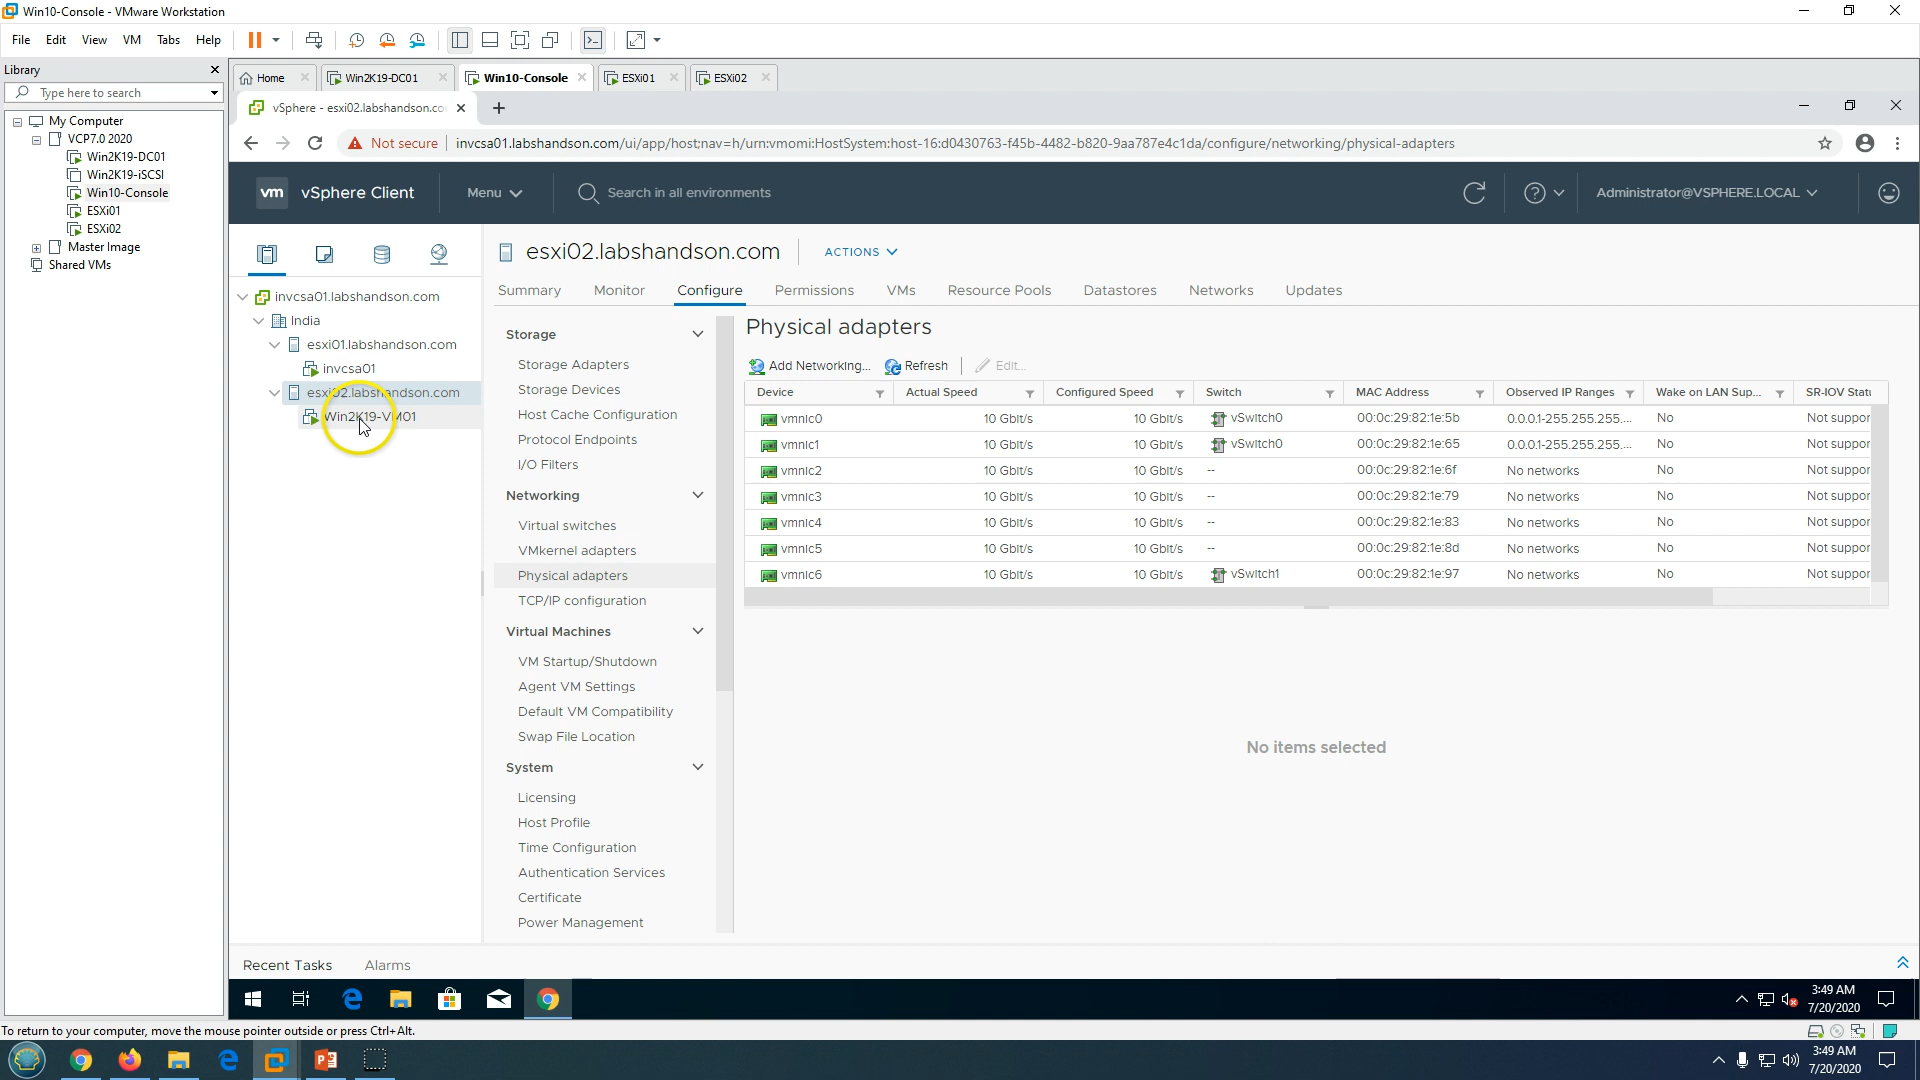 Win10-Console - VMware Workstation
File Edit View VM Tabs Help
Library
Type here to search
My Computer
VCP7.0 2020
Win2K19-DC01
Win2K19-iSCSI
Win10-Console
ESXi01
ESXi02
Master Image
Shared VMs
Home Win2K19-DC01 Win10-Console ESXi01 ESXi02
vSphere - esxi02.labshandson.co
Not secure invcsa01.labshandson.com/ui/app/host;nav=h/urn:vmomi:HostSystem:host-16:d0430763-f45b-4482-b820-9aa787e4c1da/configure/networking/physical-adapters
vm vSphere Client Menu Search in all environments Administrator@VSPHERE.LOCAL
invcsa01.labshandson.com
India
esxi01.labshandson.com
invcsa01
esxi02.labshandson.com
Win2K19-VM01
esxi02.labshandson.com ACTIONS
Summary Monitor Configure Permissions VMs Resource Pools Datastores Networks Updates
Storage
Storage Adapters
Storage Devices
Host Cache Configuration
Protocol Endpoints
I/O Filters
Networking
Virtual switches
VMkernel adapters
Physical adapters
TCP/IP configuration
Virtual Machines
VM Startup/Shutdown
Agent VM Settings
Default VM Compatibility
Swap File Location
System
Licensing
Host Profile
Time Configuration
Authentication Services
Certificate
Power Management
Physical adapters
Add Networking... Refresh Edit...
Device Actual Speed Configured Speed Switch MAC Address Observed IP Ranges Wake on LAN Sup... SR-IOV Statu
vmnic0 10 Gbit/s 10 Gbit/s vSwitch0 00:0c:29:82:1e:5b 0.0.0.1-255.255.255.... No Not suppor
vmnic1 10 Gbit/s 10 Gbit/s vSwitch0 00:0c:29:82:1e:65 0.0.0.1-255.255.255.... No Not suppor
vmnic2 10 Gbit/s 10 Gbit/s -- 00:0c:29:82:1e:6f No networks No Not suppor
vmnic3 10 Gbit/s 10 Gbit/s -- 00:0c:29:82:1e:79 No networks No Not suppor
vmnic4 10 Gbit/s 10 Gbit/s -- 00:0c:29:82:1e:83 No networks No Not suppor
vmnic5 10 Gbit/s 10 Gbit/s -- 00:0c:29:82:1e:8d No networks No Not suppor
vmnic6 10 Gbit/s 10 Gbit/s vSwitch1 00:0c:29:82:1e:97 No networks No Not suppor
No items selected
Recent Tasks Alarms
3:49 AM
7/20/2020
To return to your computer, move the mouse pointer outside or press Ctrl+Alt.
3:49 AM
7/20/2020